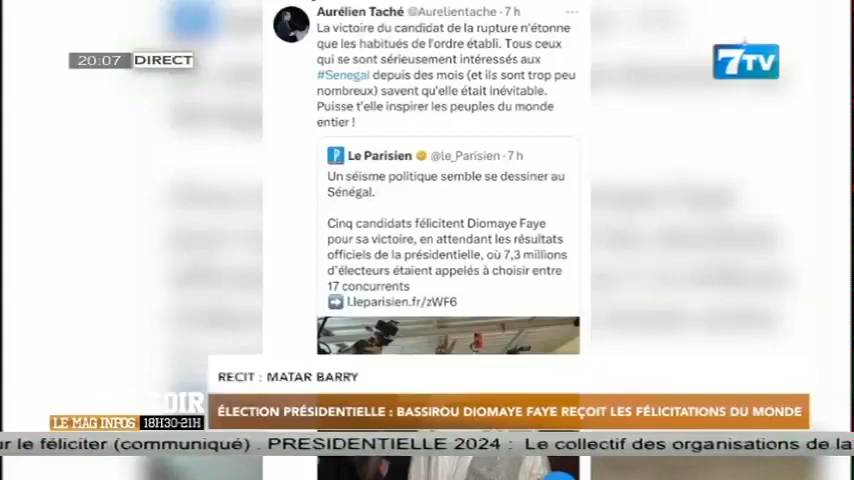 Aurélien Taché @Aurelientache · 7 h
La victoire du candidat de la rupture n'étonne
que les habitués de l'ordre établi. Tous ceux
qui se sont sérieusement intéressés aux
#Senegal depuis des mois (et ils sont trop peu
nombreux) savent qu'elle était inévitable.
Puisse t'elle inspirer les peuples du monde
entier !
20:07 DIRECT
7TV
Le Parisien @le_Parisien · 7 h
Un séisme politique semble se dessiner au
Sénégal.
Cinq candidats félicitent Diomaye Faye
pour sa victoire, en attendant les résultats
officiels de la présidentielle, où 7,3 millions
d'électeurs étaient appelés à choisir entre
17 concurrents
l.leparisien.fr/zWF6
RECIT : MATAR BARRY
ÉLECTION PRÉSIDENTIELLE : BASSIROU DIOMAYE FAYE REÇOIT LES FÉLICITATIONS DU MONDE
LE MAG INFOS 18H30-21H
le féliciter (communiqué) . PRESIDENTIELLE 2024 : Le collectif des organisations de la